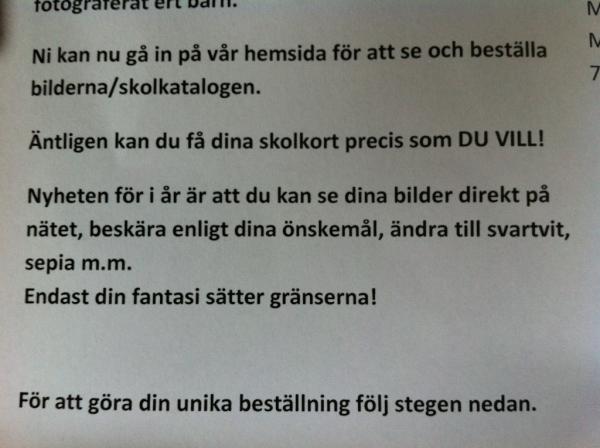 fotograferat ert barn.
Ni kan nu gå in på vår hemsida för att se och beställa
bilderna/skolkatalogen.
Äntligen kan du få dina skolkort precis som DU VILL!
Nyheten för i år är att du kan se dina bilder direkt på
nätet, beskära enligt dina önskemål, ändra till svartvit,
sepia m.m.
Endast din fantasi sätter gränserna!
För att göra din unika beställning följ stegen nedan.
M
M
7